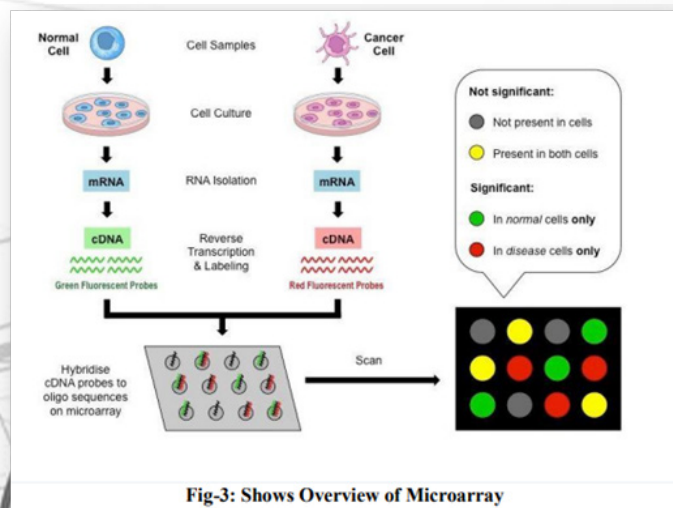 Normal
Cell
Cell Samples
Cancer
Cell
Cell Culture
mRNA
RNA Isolation
mRNA
cDNA
Reverse
Transcription
& Labeling
cDNA
Green Fluorescent Probes
Red Fluorescent Probes
Hybridise
cDNA probes to
oligo sequences
on microarray
Scan
Not significant:
Not present in cells
Present in both cells
Significant:
In normal cells only
In disease cells only
Fig-3: Shows Overview of Microarray